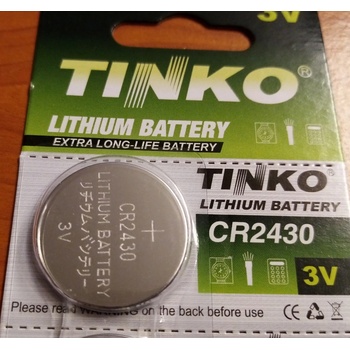 3V
TINKO®
LITHIUM BATTERY
EXTRA LONG-LIFE BATTERY
TINKO®
LITHIUM BATTERY
CR2430
3V
CR2430
LITHIUM BATTERY
リチウムバッテリー
3V
+
Please read warning on the back before use
CE